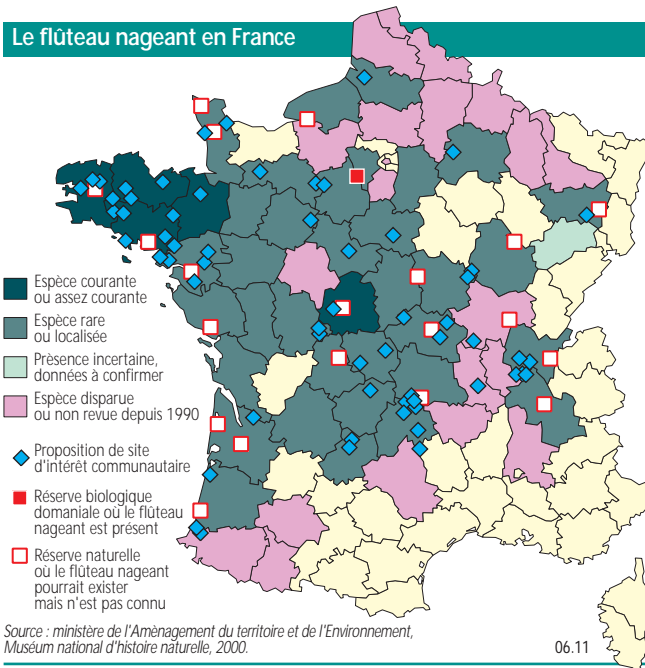 Le flûteau nageant en France
Espèce courante
ou assez courante
Espèce rare
ou localisée
Présence incertaine,
données à confirmer
Espèce disparue
ou non revue depuis 1990
Proposition de site
d'intérêt communautaire
Réserve biologique
domaniale où le flûteau
nageant est présent
Réserve naturelle
où le flûteau nageant
pourrait exister
mais n'est pas connu
Source : ministère de l'Amènagement du territoire et de l'Environnement,
Muséum national d'histoire naturelle, 2000.
06.11